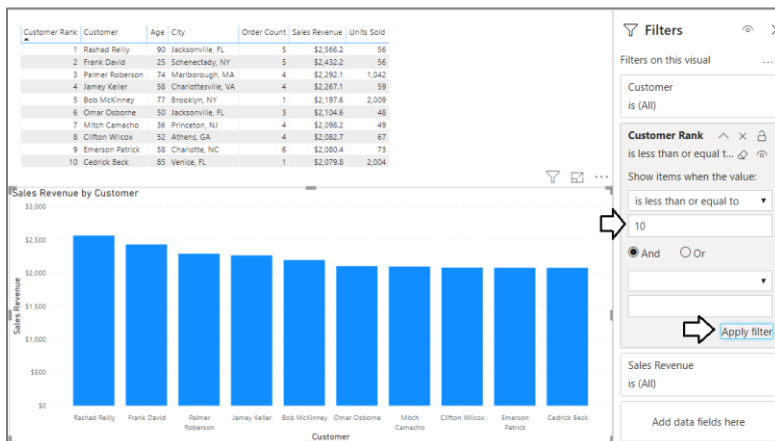 Customer Rank Customer Age City Order Count Sales Revenue Units Sold
1 Rashad Reilly 90 Jacksonville, FL 5 $2,566.2 56
2 Frank David 25 Schenectady, NY 5 $2,432.2 56
3 Palmer Roberson 74 Marlborough, MA 4 $2,292.1 1,042
4 Jamey Keller 58 Charlottesville, VA 4 $2,267.1 59
5 Bob McKinney 77 Brooklyn, NY 1 $2,197.6 2,009
6 Omar Osborne 50 Jacksonville, FL 3 $2,104.6 48
7 Mitch Camacho 36 Princeton, NJ 4 $2,098.2 49
8 Clifton Wilcox 52 Athens, GA 4 $2,082.7 67
9 Emerson Patrick 58 Charlotte, NC 6 $2,080.4 73
10 Cedrick Beck 85 Venice, FL 1 $2,079.8 2,004
Sales Revenue by Customer
$3,000
$2,500
$2,000
$1,500
$1,000
$500
$0
Sales Revenue
Rashad Reilly Frank David Palmer Roberson Jamey Keller Bob McKinney Omar Osborne Mitch Camacho Clifton Wilcox Emerson Patrick Cedrick Beck
Customer
Filters
Filters on this visual ...
Customer
is (All)
Customer Rank
is less than or equal t...
Show items when the value:
is less than or equal to
10
And Or
Apply filter
Sales Revenue
is (All)
Add data fields here